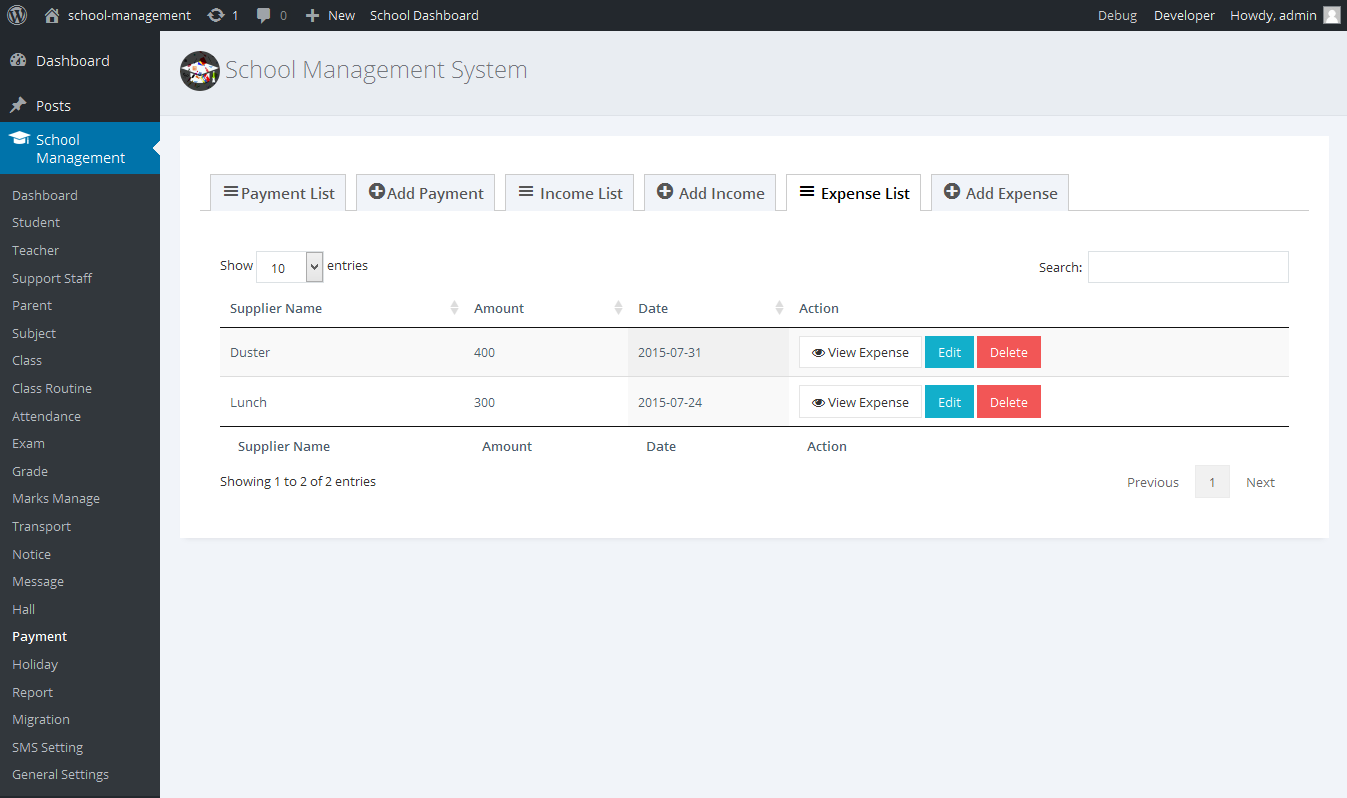 school-management 1 0 New School Dashboard Debug Developer Howdy, admin
Dashboard
Posts
School
Management
Dashboard
Student
Teacher
Support Staff
Parent
Subject
Class
Class Routine
Attendance
Exam
Grade
Marks Manage
Transport
Notice
Message
Hall
Payment
Holiday
Report
Migration
SMS Setting
General Settings
School Management System
Payment List Add Payment Income List Add Income Expense List Add Expense
Show 10 entries Search:
Supplier Name Amount Date Action
Duster 400 2015-07-31 View Expense Edit Delete
Lunch 300 2015-07-24 View Expense Edit Delete
Supplier Name Amount Date Action
Showing 1 to 2 of 2 entries Previous 1 Next